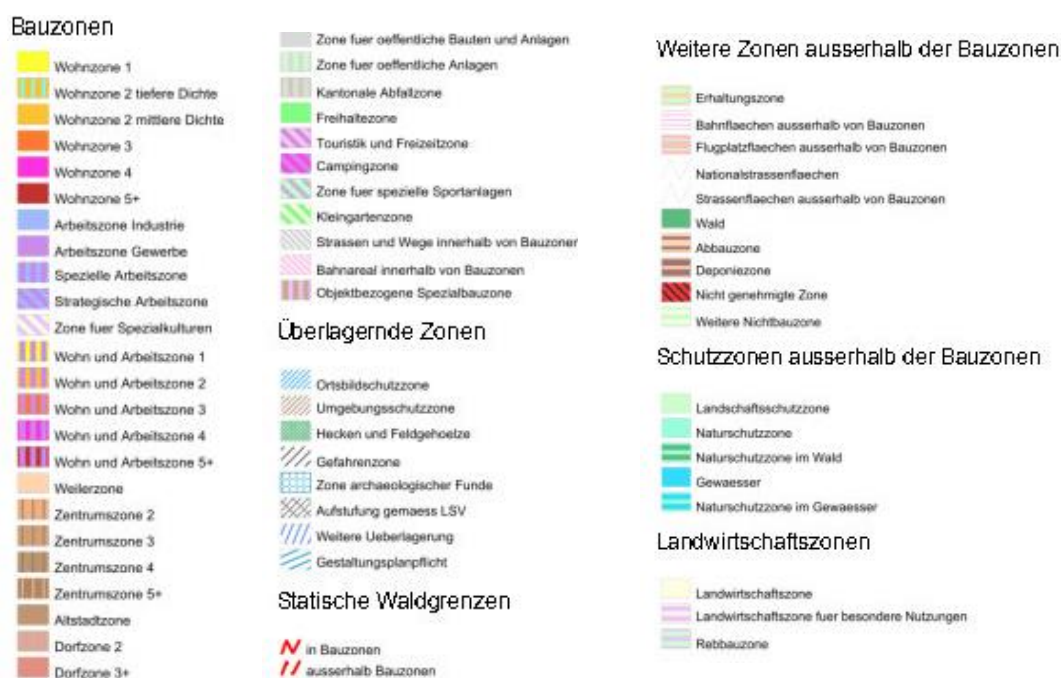 Bauzonen
Wohnzone 1
Wohnzone 2 tiefere Dichte
Wohnzone 2 mittlere Dichte
Wohnzone 3
Wohnzone 4
Wohnzone 5+
Arbeitszone Industrie
Arbeitszone Gewerbe
Spezielle Arbeitszone
Strategische Arbeitszone
Zone fuer Spezialkulturen
Wohn und Arbeitszone 1
Wohn und Arbeitszone 2
Wohn und Arbeitszone 3
Wohn und Arbeitszone 4
Wohn und Arbeitszone 5+
Weilerzone
Zentrumszone 2
Zentrumszone 3
Zentrumszone 4
Zentrumszone 5+
Altstadtzone
Dorfzone 2
Dorfzone 3+
Zone fuer oeffentliche Bauten und Anlagen
Zone fuer oeffentliche Anlagen
Kantonale Abfallzone
Freihaltezone
Touristik und Freizeitzone
Campingzone
Zone fuer spezielle Sportanlagen
Kleingartenzone
Strassen und Wege innerhalb von Bauzonen
Bahnareal innerhalb von Bauzonen
Objektbezogene Spezialbauzone
Überlagernde Zonen
Ortsbildschutzzone
Umgebungsschutzzone
Hecken und Feldgehoelze
Gefahrenzone
Zone archaeologischer Funde
Aufstufung gemaess LSV
Weitere Ueberlagerung
Gestaltungsplanpflicht
Statische Waldgrenzen
in Bauzonen
ausserhalb Bauzonen
Weitere Zonen ausserhalb der Bauzonen
Erhaltungszone
Bahnflaechen ausserhalb von Bauzonen
Flugplatzflaechen ausserhalb von Bauzonen
Nationalstrassenflaechen
Strassenflaechen ausserhalb von Bauzonen
Wald
Abbauzone
Deponiezone
Nicht genehmigte Zone
Weitere Nichtbauzone
Schutzzonen ausserhalb der Bauzonen
Landschaftsschutzzone
Naturschutzzone
Naturschutzzone im Wald
Gewaesser
Naturschutzzone im Gewaesser
Landwirtschaftszonen
Landwirtschaftszone
Landwirtschaftszone fuer besondere Nutzungen
Rebbauzone